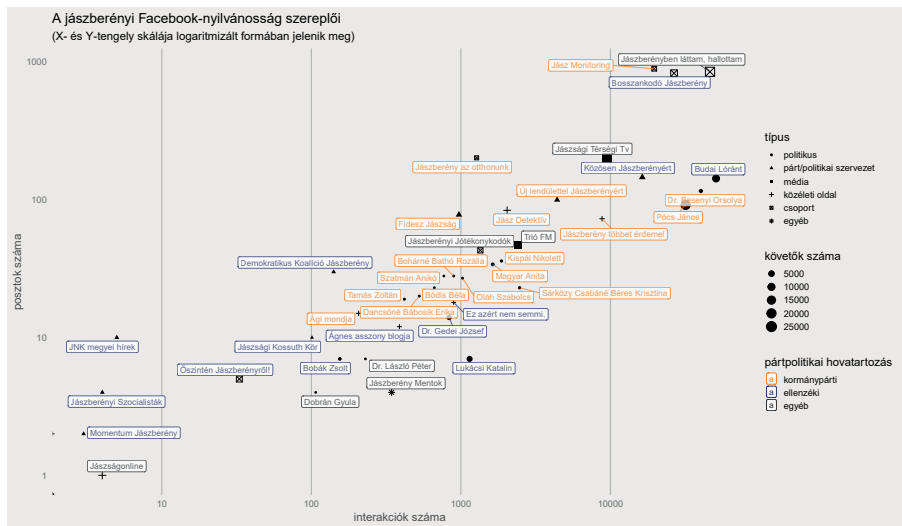 A jászberényi Facebook-nyilvánosság szereplői
(X- és Y-tengely skálája logaritmizált formában jelenik meg)
1000
100
10
1
posztok száma
Jászberényben láttam, hallottam
Jász Monitoring
Bosszankodó Jászberény
Jászsági Térségi Tv
Jászberény az otthonunk
Közösen Jászberényért
Budai Lóránt
Új lendülettel Jászberényért
Dr. Besenyi Orsolya
Pócs János
Fidesz Jászság
Jász Detektív
Jászberény többet érdemel
Trió FM
Jászberényi Jótékonykodók
Bohárné Bathó Rozália
Kispál Nikolett
Demokratikus Koalíció Jászberény
Szatmári Anikó
Magyar Anita
Tamás Zoltán
Bódis Béla
Oláh Szabolcs
Sárközy Csabáné Béres Krisztina
Dancsóné Bábosik Erika
Ez azért nem semmi.
Ági mondja
Ágnes asszony blogja
Dr. Gedei József
JNK megyei hírek
Jászsági Kossuth Kör
Őszintén Jászberényről!
Bobák Zsolt
Dr. László Péter
Lukácsi Katalin
Jászberény Mentok
Jászberényi Szocialisták
Dobrán Gyula
Momentum Jászberény
Jászságonline
10
100
1000
10000
interakciók száma
típus
politikus
párt/politikai szervezet
média
közéleti oldal
csoport
egyéb
követők száma
5000
10000
15000
20000
25000
pártpolitikai hovatartozás
a kormánypárti
a ellenzéki
a egyéb